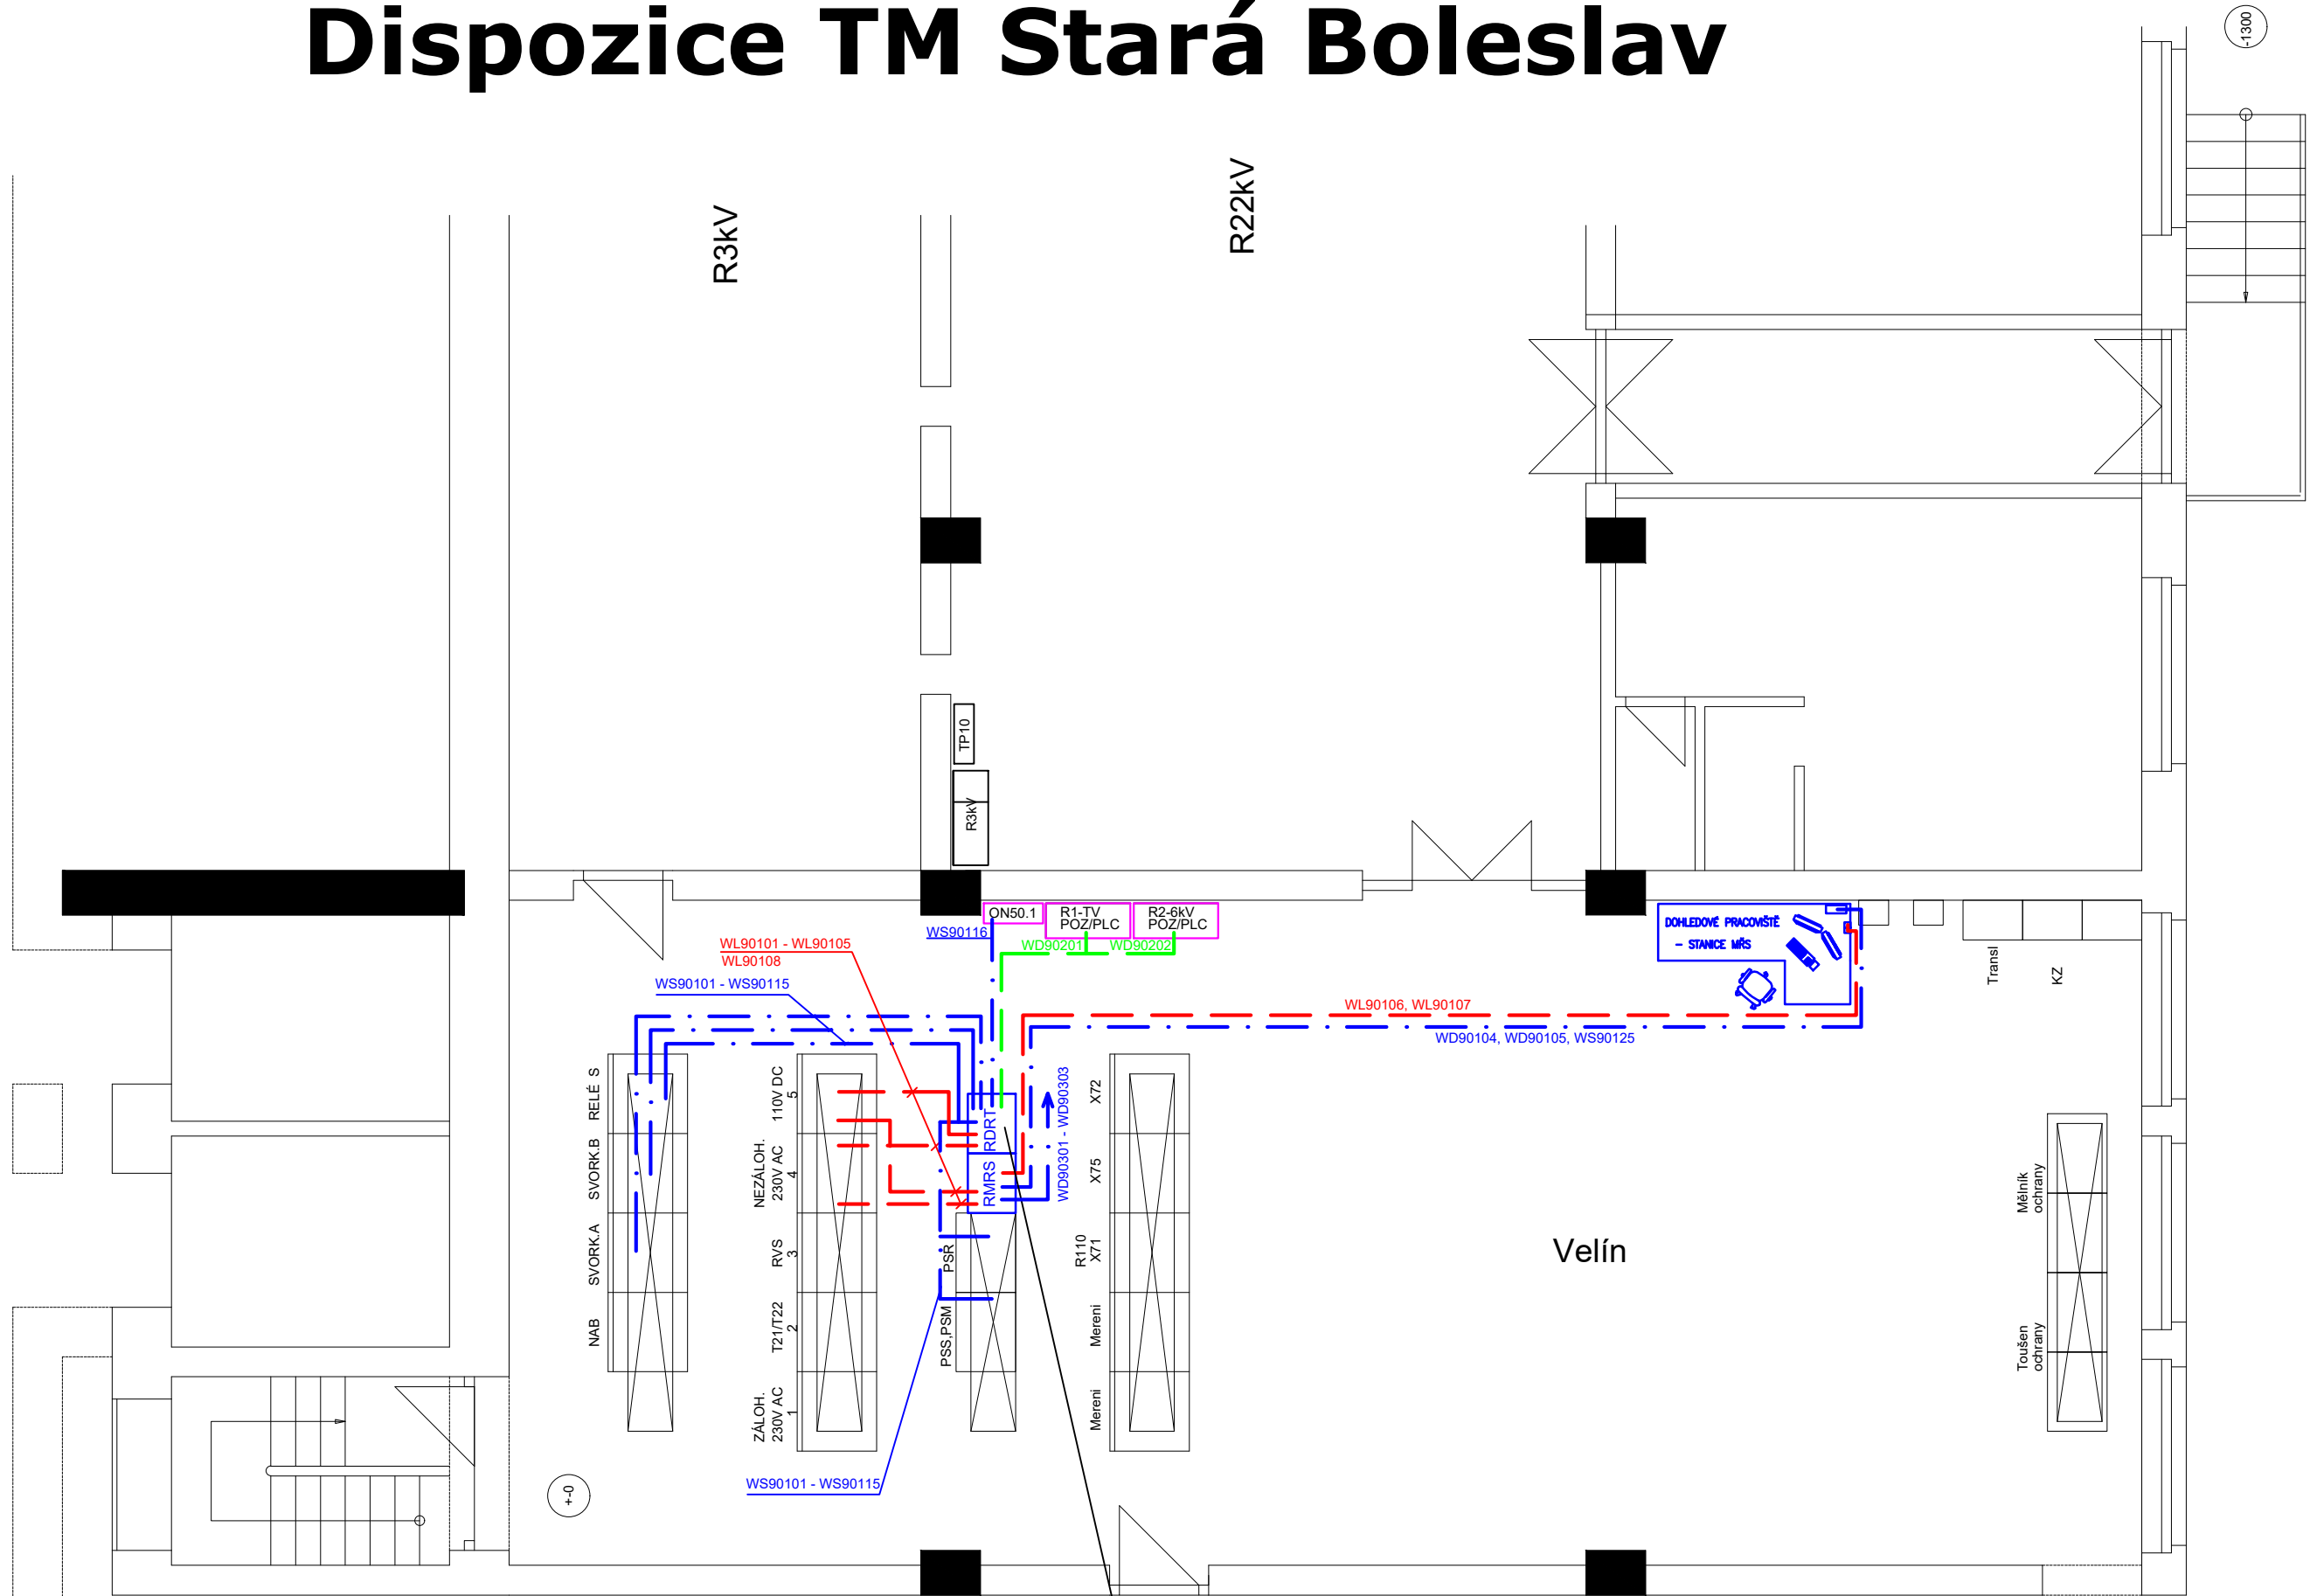 Dispozice TM Stará Boleslav
-1300
R3kV
R22kV
TP10
R3kV
ON50.1
R1-TV
POZ/PLC
R2-6kV
POZ/PLC
WS90116
WD90201
WD90202
WL90101 - WL90105
WL90108
WS90101 - WS90115
DOHLEDOVÉ PRACOVIŠTĚ
- STANICE MŘS
Transl
KZ
WL90106, WL90107
WD90104, WD90105, WS90125
RELÉ S
SVORK.B
SVORK.A
NAB
110V DC
5
NEZÁLOH.
230V AC
4
RVS
3
T21/T22
2
ZÁLOH.
230V AC
1
RDRT
RMRS
PSR
PSS,PSM
WD90301 - WD90303
X72
X75
R110
X71
Mereni
Mereni
Velín
Mělník
ochrany
Toušen
ochrany
WS90101 - WS90115
+-0